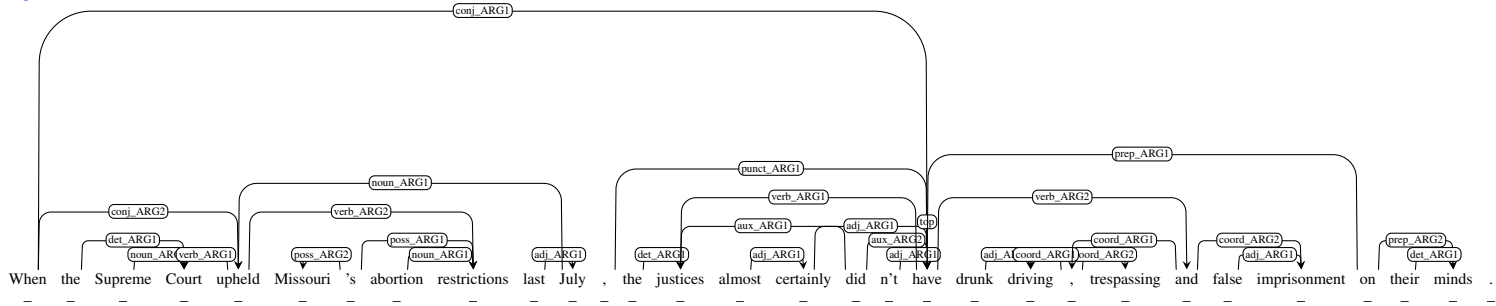 conj_ARG1
prep_ARG1
punct_ARG1
noun_ARG1
verb_ARG1 verb_ARG2
conj_ARG2 verb_ARG2
top
aux_ARG1 adj_ARG1
det_ARG1 poss_ARG1 aux_ARG2 coord_ARG1 coord_ARG2 prep_ARG2
verb_ARG1 poss_ARG2 noun_ARG1 adj_ARG1 det_ARG1 adj_ARG1 adj_ARG1 coord_ARG1 adj_ARG1 det_ARG1
When the Supreme Court upheld Missouri 's abortion restrictions last July , the justices almost certainly did n't have drunk driving , trespassing and false imprisonment on their minds .
_ _ _ _ _ _ _ _ _ _ _ _ _ _ _ _ _ _ _ _ _ _ _ _ _ _ _ _ _ _